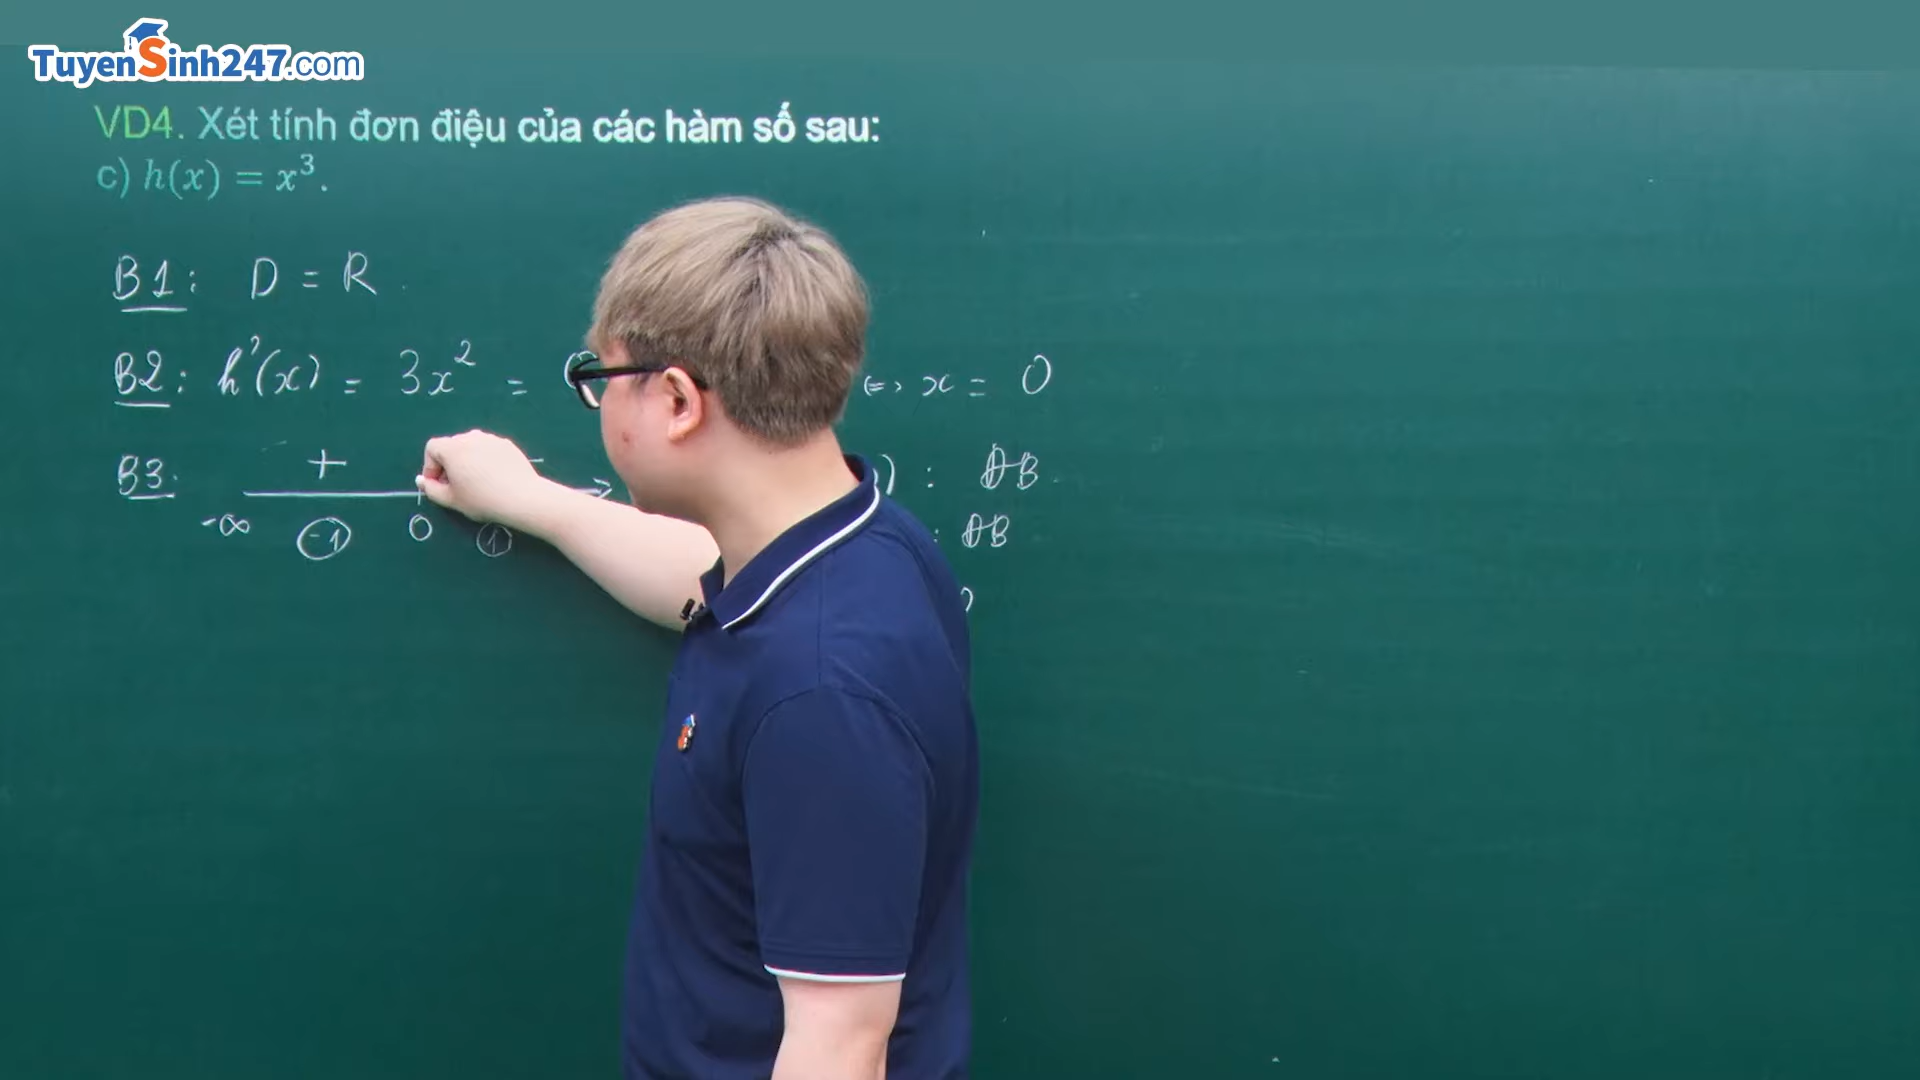 TuyenSinh247.com
VD4. Xét tính đơn điệu của các hàm số sau:
c) h(x) = x³.
B1: D = R.
B2: h'(x) = 3x² = 0 <=> x = 0
B3: + ) : ĐB.
-∞ -1 0 1 : ĐB